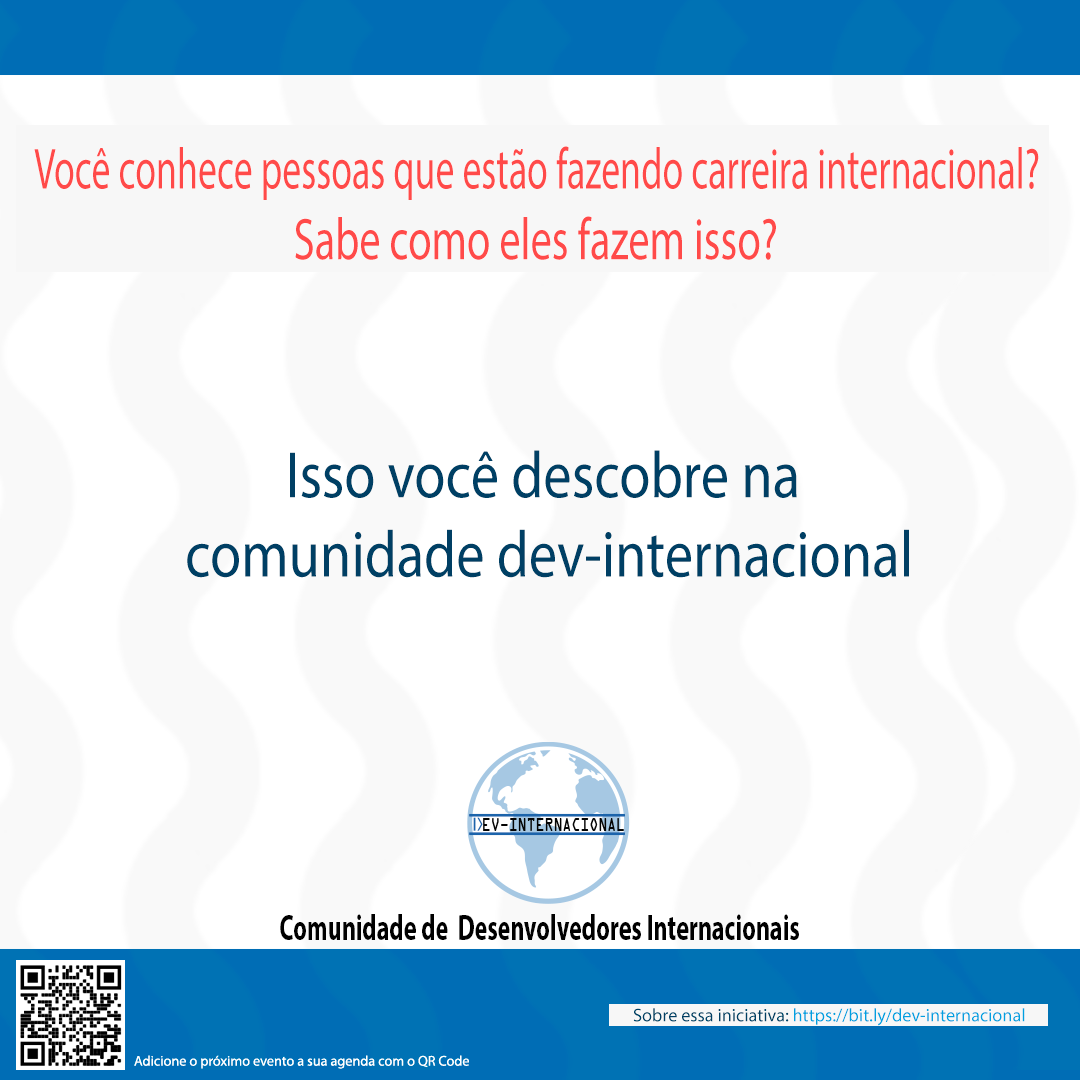 Você conhece pessoas que estão fazendo carreira internacional?
Sabe como eles fazem isso?
Isso você descobre na
comunidade dev-internacional
DEV-INTERNACIONAL
Comunidade de Desenvolvedores Internacionais
Sobre essa iniciativa: https://bit.ly/dev-internacional
Adicione o próximo evento a sua agenda com o QR Code